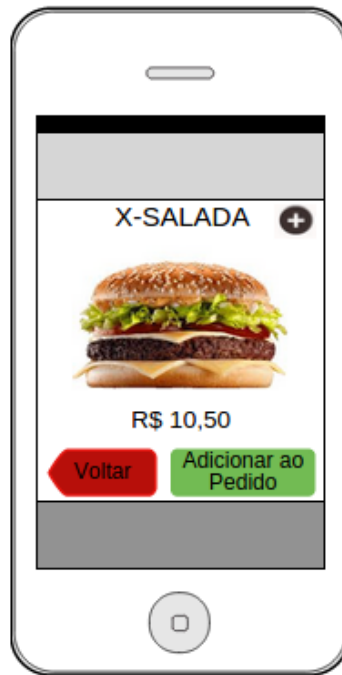 X-SALADA
R$ 10,50
Voltar
Adicionar ao
Pedido